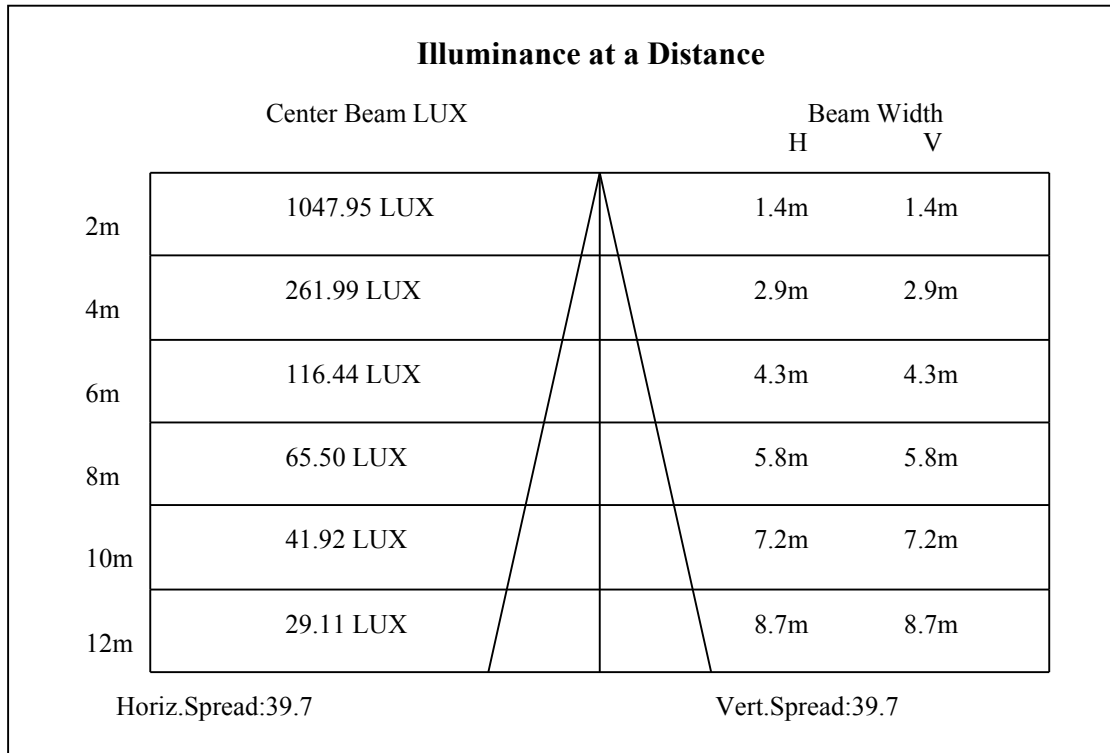 Illuminance at a Distance
Center Beam LUX Beam Width
H V
2m 1047.95 LUX 1.4m 1.4m
4m 261.99 LUX 2.9m 2.9m
6m 116.44 LUX 4.3m 4.3m
8m 65.50 LUX 5.8m 5.8m
10m 41.92 LUX 7.2m 7.2m
12m 29.11 LUX 8.7m 8.7m
Horiz.Spread:39.7 Vert.Spread:39.7